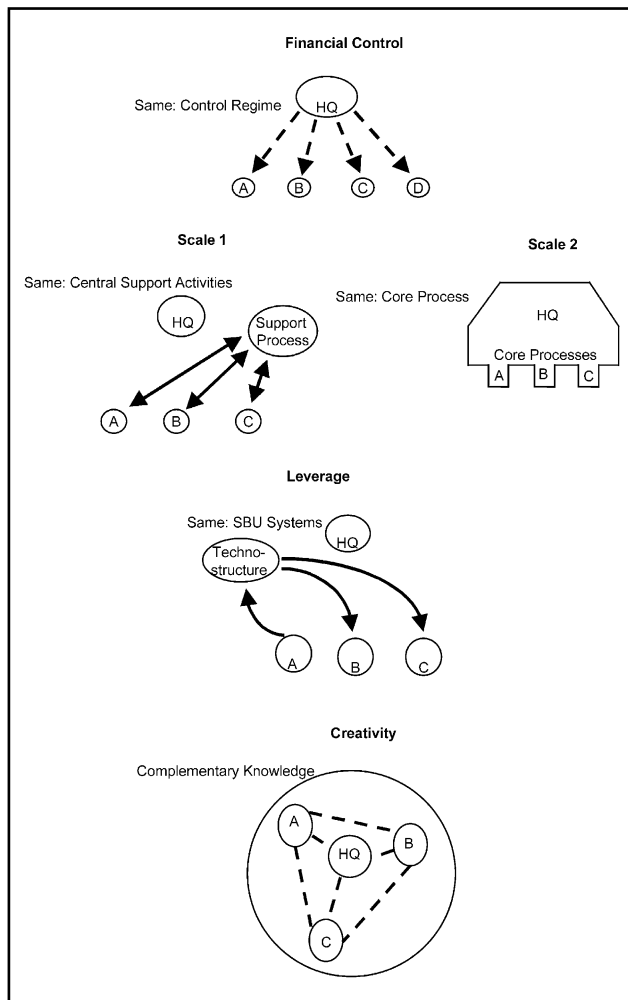 Financial Control
Same: Control Regime
HQ
A
B
C
D
Scale 1
Same: Central Support Activities
HQ
Support
Process
A
B
C
Scale 2
Same: Core Process
HQ
Core Processes
A
B
C
Leverage
Same: SBU Systems
HQ
Techno-
structure
A
B
C
Creativity
Complementary Knowledge
A
B
HQ
C